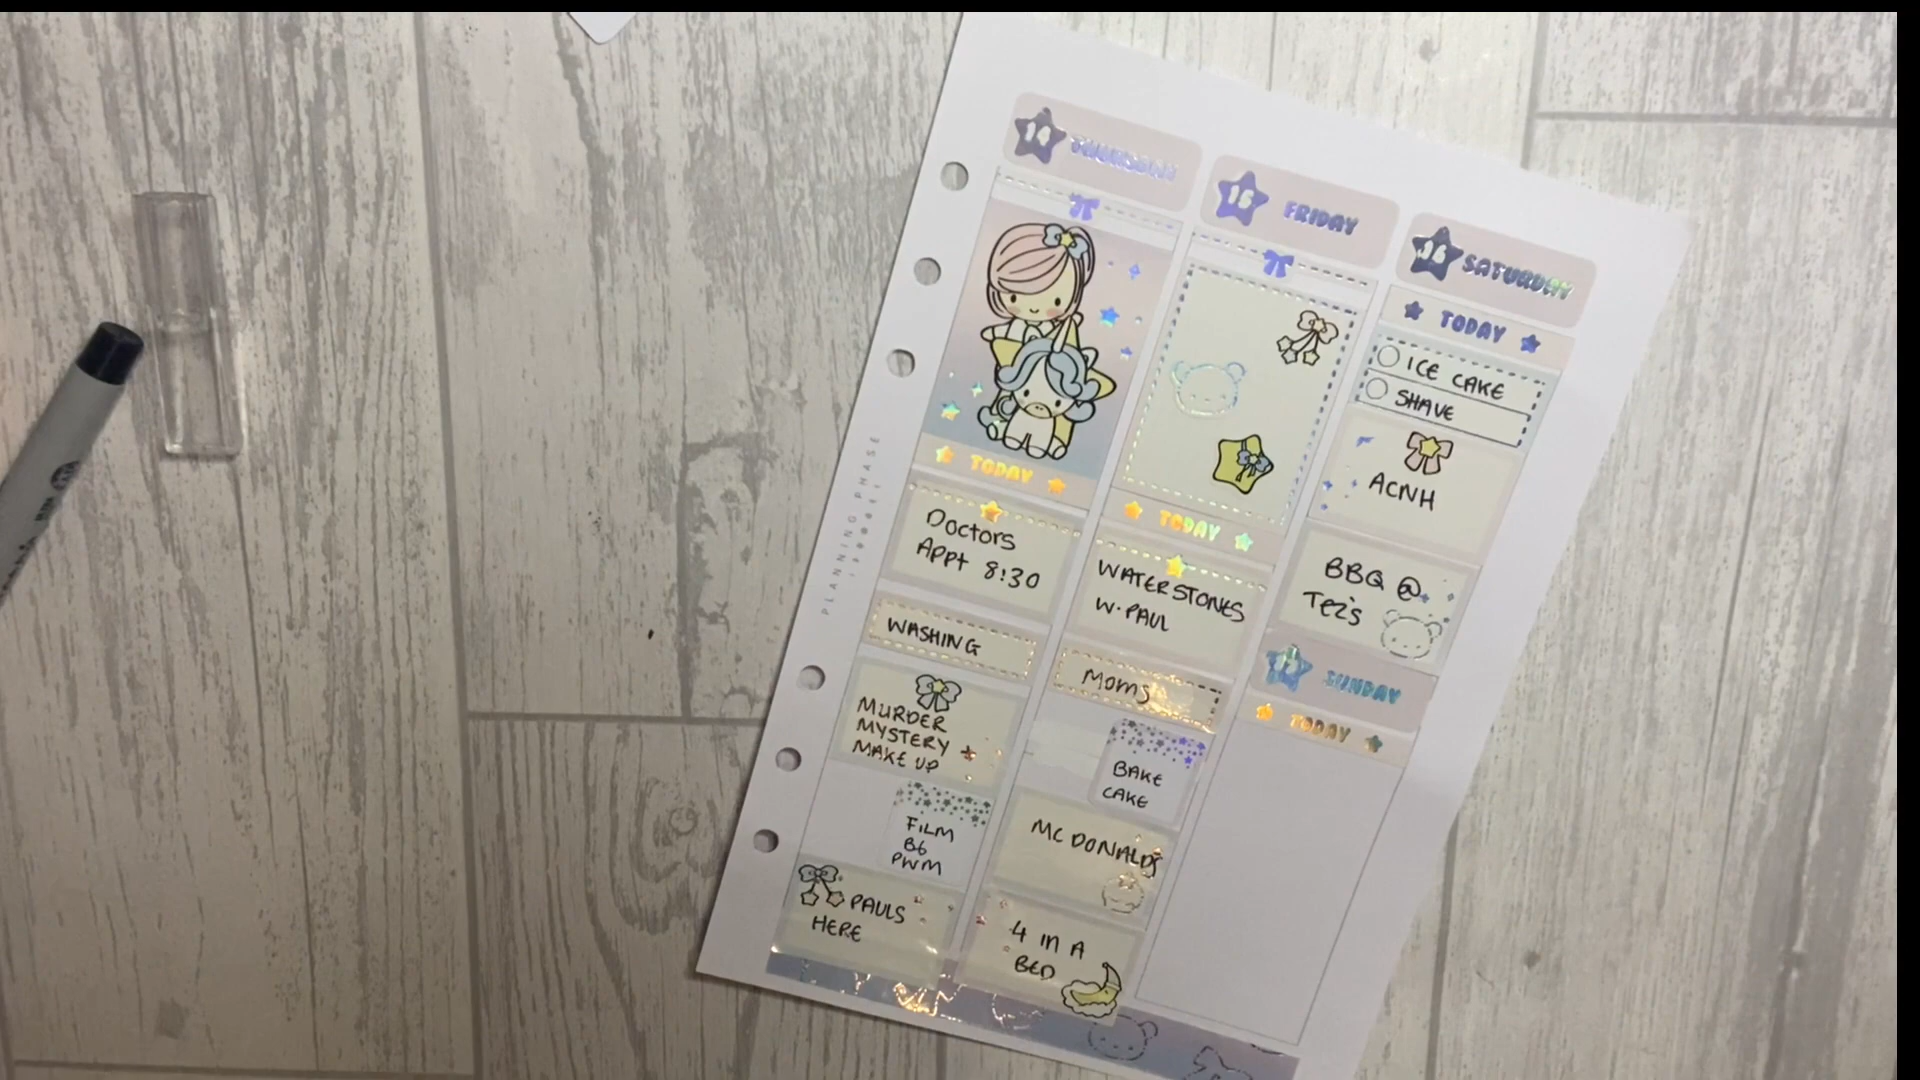 14 THURSDAY
TODAY
Doctors
Appt 8:30
WASHING
MURDER
MYSTERY
MAKE UP
FILM
B6
PWM
PAULS
HERE
15 FRIDAY
TODAY
WATERSTONES
W. PAUL
Moms
BAKE
CAKE
MCDONALDS
4 in A
BED
16 SATURDAY
TODAY
ICE CAKE
SHAVE
ACNH
BBQ @
TEZ'S
17 SUNDAY
TODAY
PLANNING PHASE